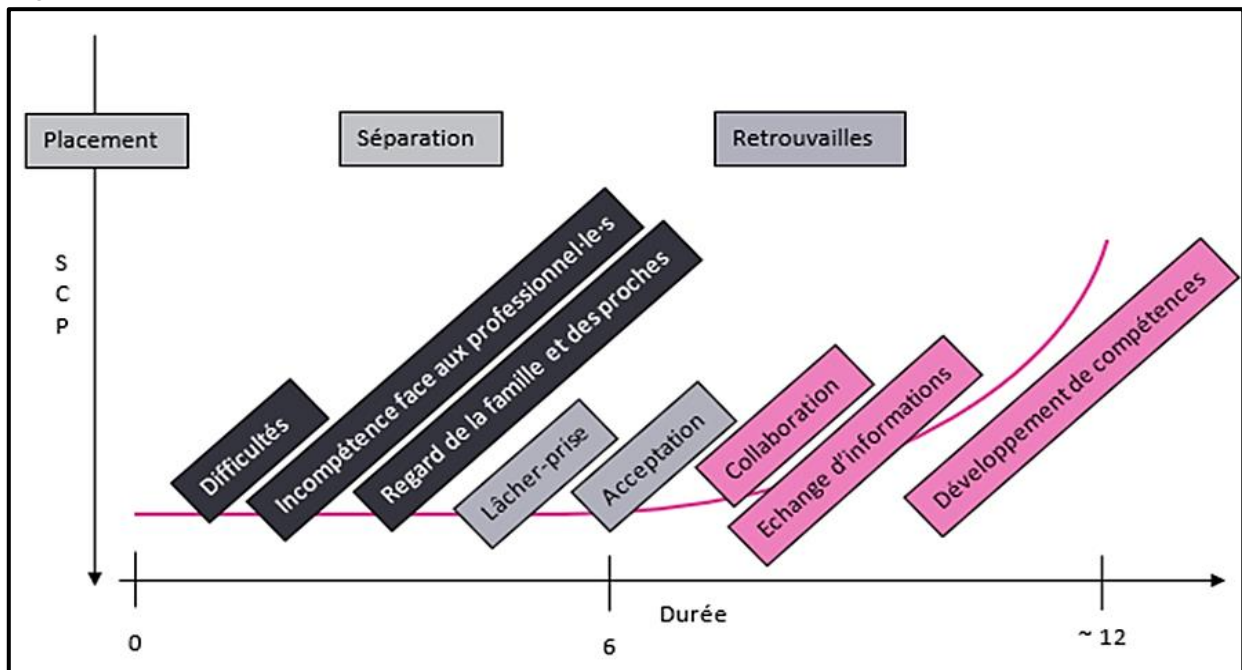 Placement
Séparation
Retrouvailles
S
C
P
Difficultés
Incompétence face aux professionnel·le·s
Regard de la famille et des proches
Lâcher-prise
Acceptation
Collaboration
Echange d'informations
Développement de compétences
Durée
0
6
~ 12